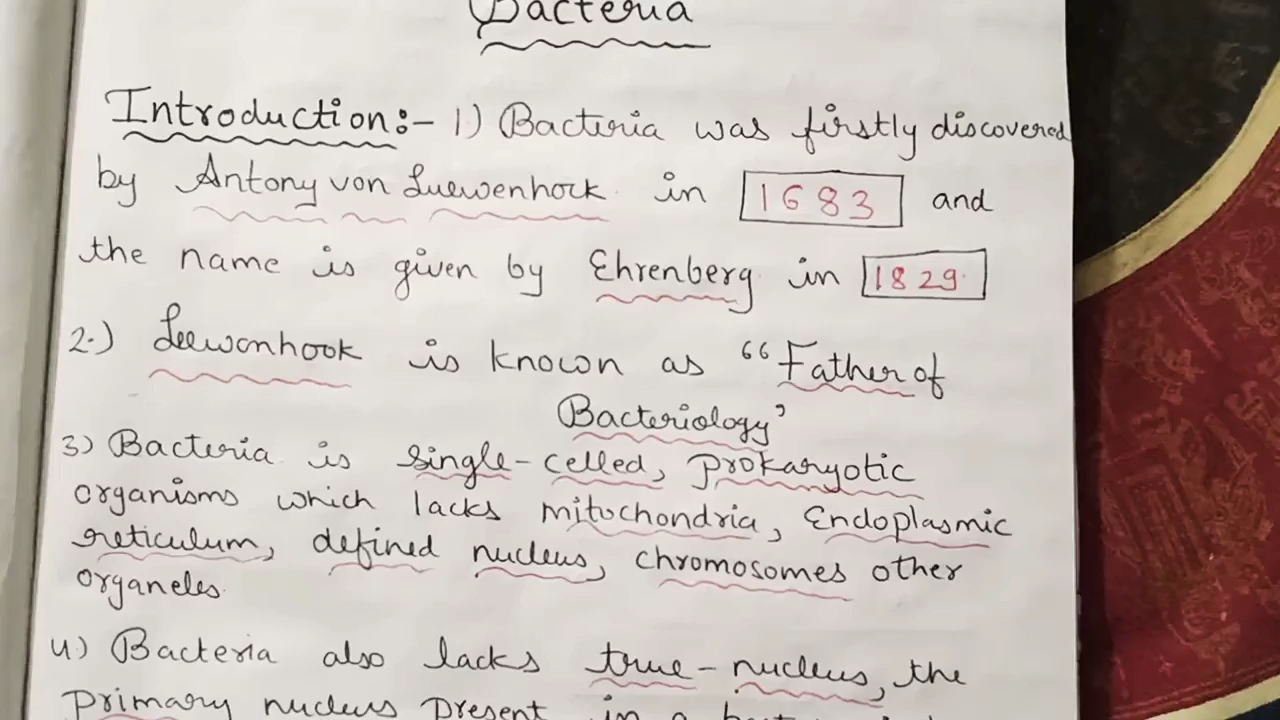 Bacteria
Introduction:- 1.) Bacteria was firstly discovered
by Antony von Luewenhock in 1683 and
the name is given by Ehrenberg in 1829.
2.) Leewonhook is known as “Father of
Bacteriology’
3) Bacteria is single-celled, prokaryotic
organisms which lacks mitochondria, Endoplasmic
reticulum, defined nucleus, chromosomes other
organeles.
4.) Bacteria also lacks true-nucleus, the
primary nucleus present in a